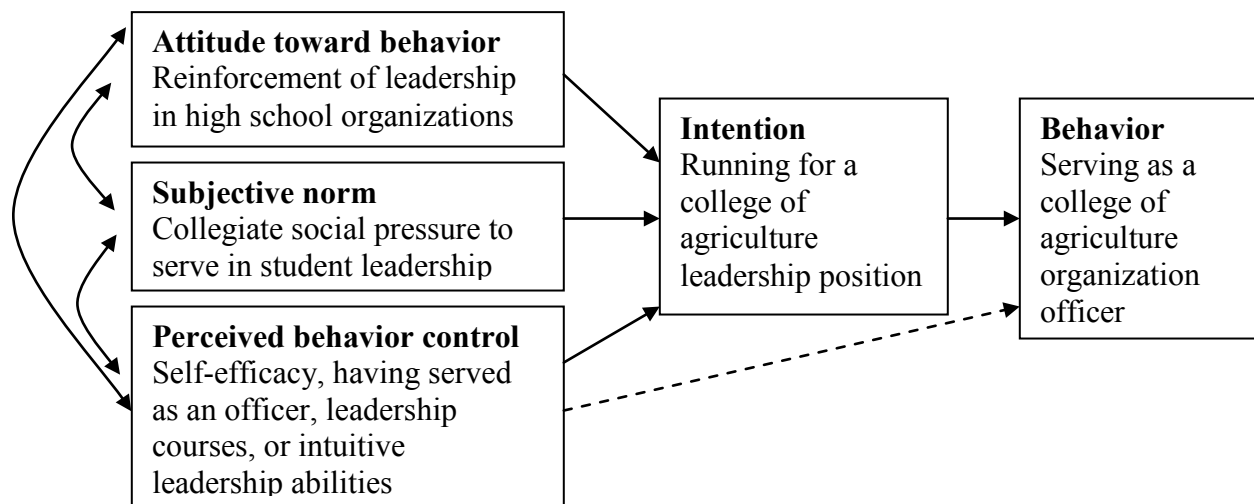 Attitude toward behavior
Reinforcement of leadership
in high school organizations
Subjective norm
Collegiate social pressure to
serve in student leadership
Perceived behavior control
Self-efficacy, having served
as an officer, leadership
courses, or intuitive
leadership abilities
Intention
Running for a
college of
agriculture
leadership position
Behavior
Serving as a
college of
agriculture
organization
officer